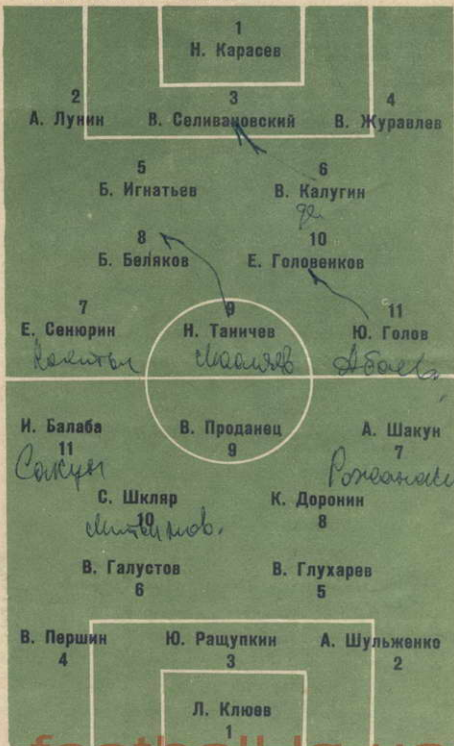 1
Н. Карасев
2 3 4
А. Лунин В. Селивановский В. Журавлев
5 6
Б. Игнатьев В. Калугин
8 10
Б. Беляков Е. Головенков
7 9 11
Е. Сенюрин Н. Таничев Ю. Голов
И. Балаба В. Проданец А. Шакун
11 9 7
Сакун
С. Шкляр К. Доронин
10 8
В. Галустов В. Глухарев
6 5
В. Першин Ю. Ращупкин А. Шульженко
4 3 2
Л. Клюев
1